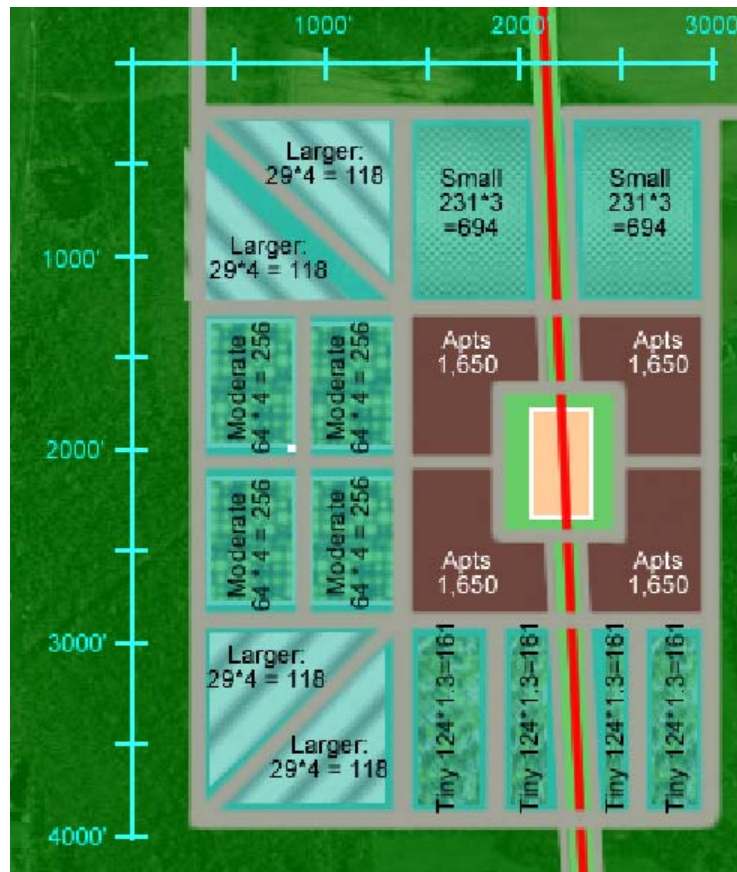 1000'
2000'
3000
1000'
2000'
3000'
4000'
Larger:
29*4 = 118
Larger:
29*4 = 118
Small
231*3
=694
Small
231*3
=694
Moderate
64 * 4 = 256
Moderate
64 * 4 = 256
Apts
1,650
Apts
1,650
Moderate
64 * 4 = 256
Moderate
64 * 4 = 256
Apts
1,650
Apts
1,650
Larger:
29*4 = 118
Larger:
29*4 = 118
Tiny 124*1.3=161
Tiny 124*1.3=161
Tiny 124*1.3=161
Tiny 124*1.3=161